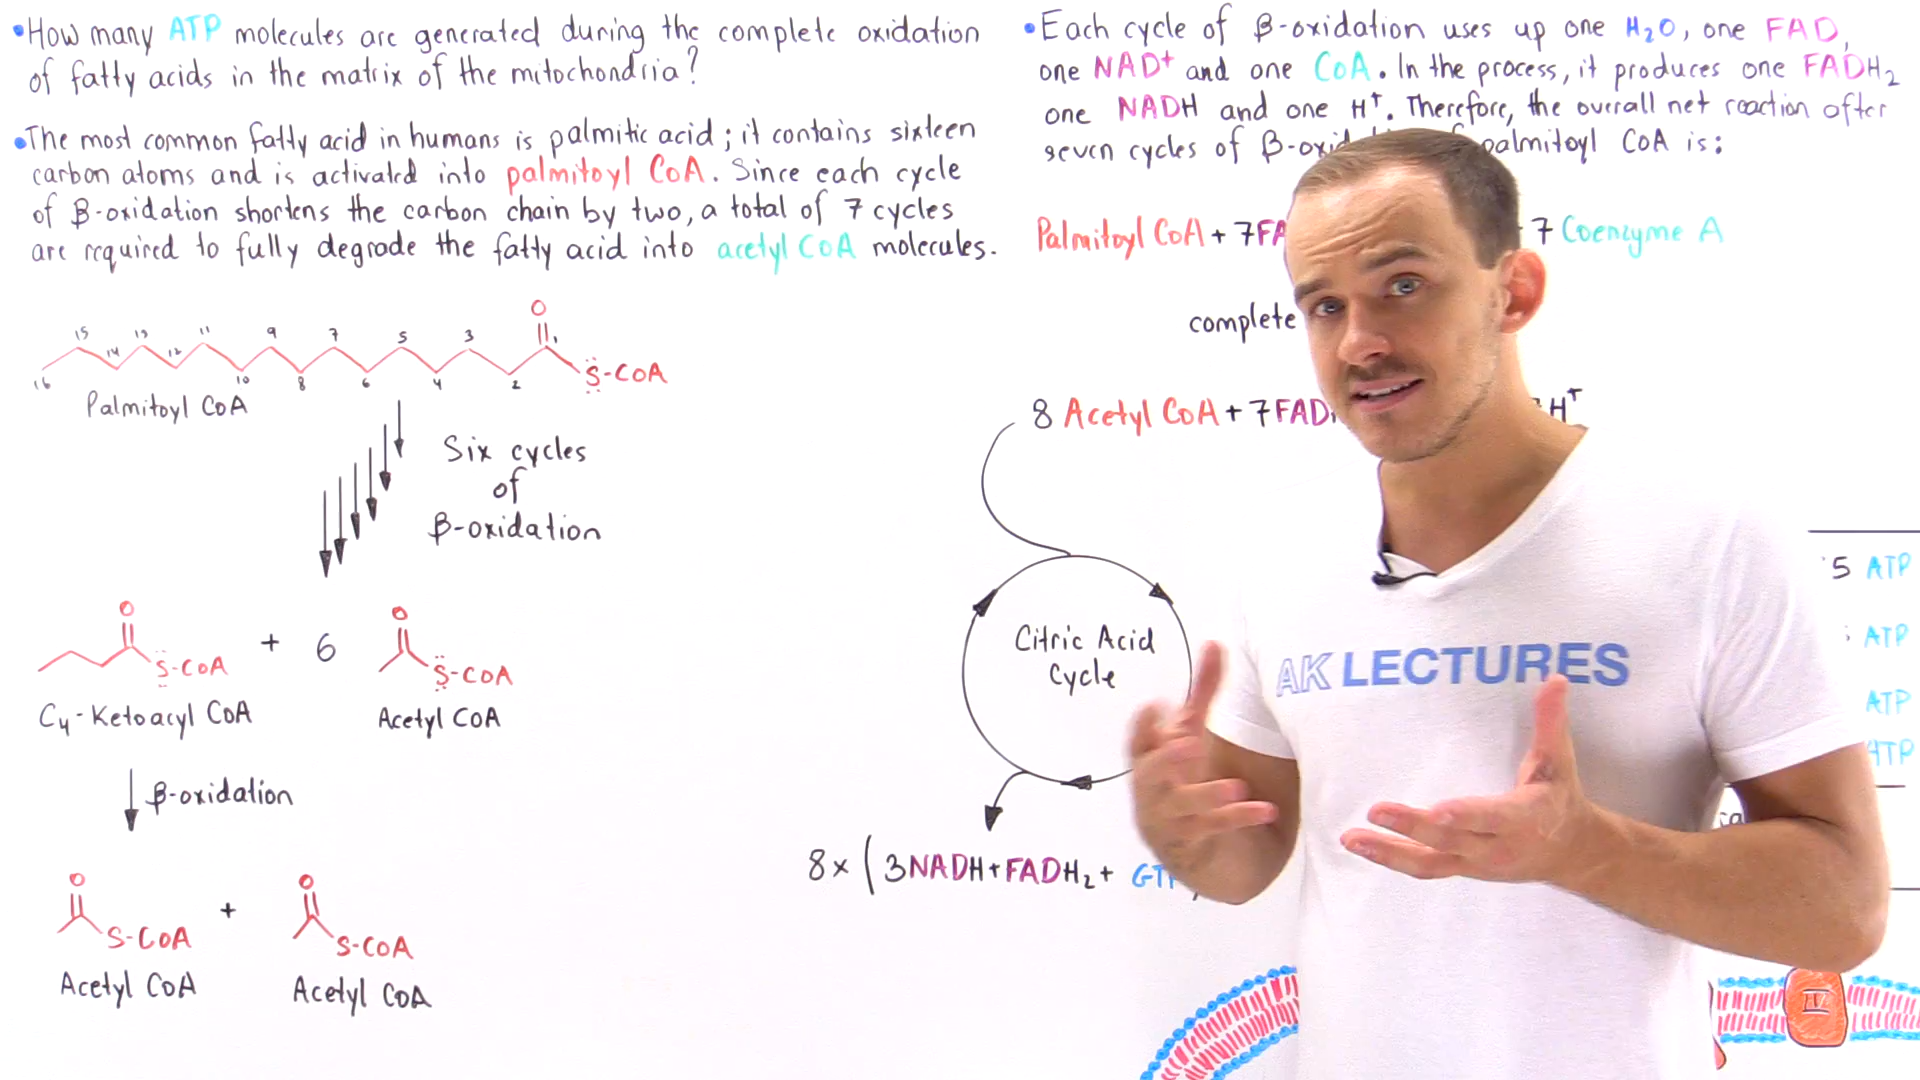 •How many ATP molecules are generated during the complete oxidation
of fatty acids in the matrix of the mitochondria?
•The most common fatty acid in humans is palmitic acid; it contains sixteen
carbon atoms and is activated into palmitoyl CoA. Since each cycle
of β-oxidation shortens the carbon chain by two, a total of 7 cycles
are required to fully degrade the fatty acid into acetyl CoA molecules.
O
15 13 11 9 7 5 3 1
16 14 12 10 8 6 4 2
S-COA
Palmitoyl COA
Six cycles
of
β-oxidation
O
S-COA
+ 6
O
S-COA
C4-Ketoacyl COA
Acetyl COA
β-oxidation
O
S-COA
+
O
S-COA
Acetyl COA
Acetyl COA
•Each cycle of β-oxidation uses up one H2O, one FAD,
one NAD+ and one COA. In the process, it produces one FADH2
one NADH and one H+. Therefore, the overall net reaction after
seven cycles of palmitoyl COA is:
Palmitoyl COA + 7FA 7 Coenzyme A
complete
8 Acetyl COA + 7FAD H+
Citric Acid
Cycle
8x (3NADH+FADH2+ GT
5 ATP
ATP
ATP
ATP
AK LECTURES
IV